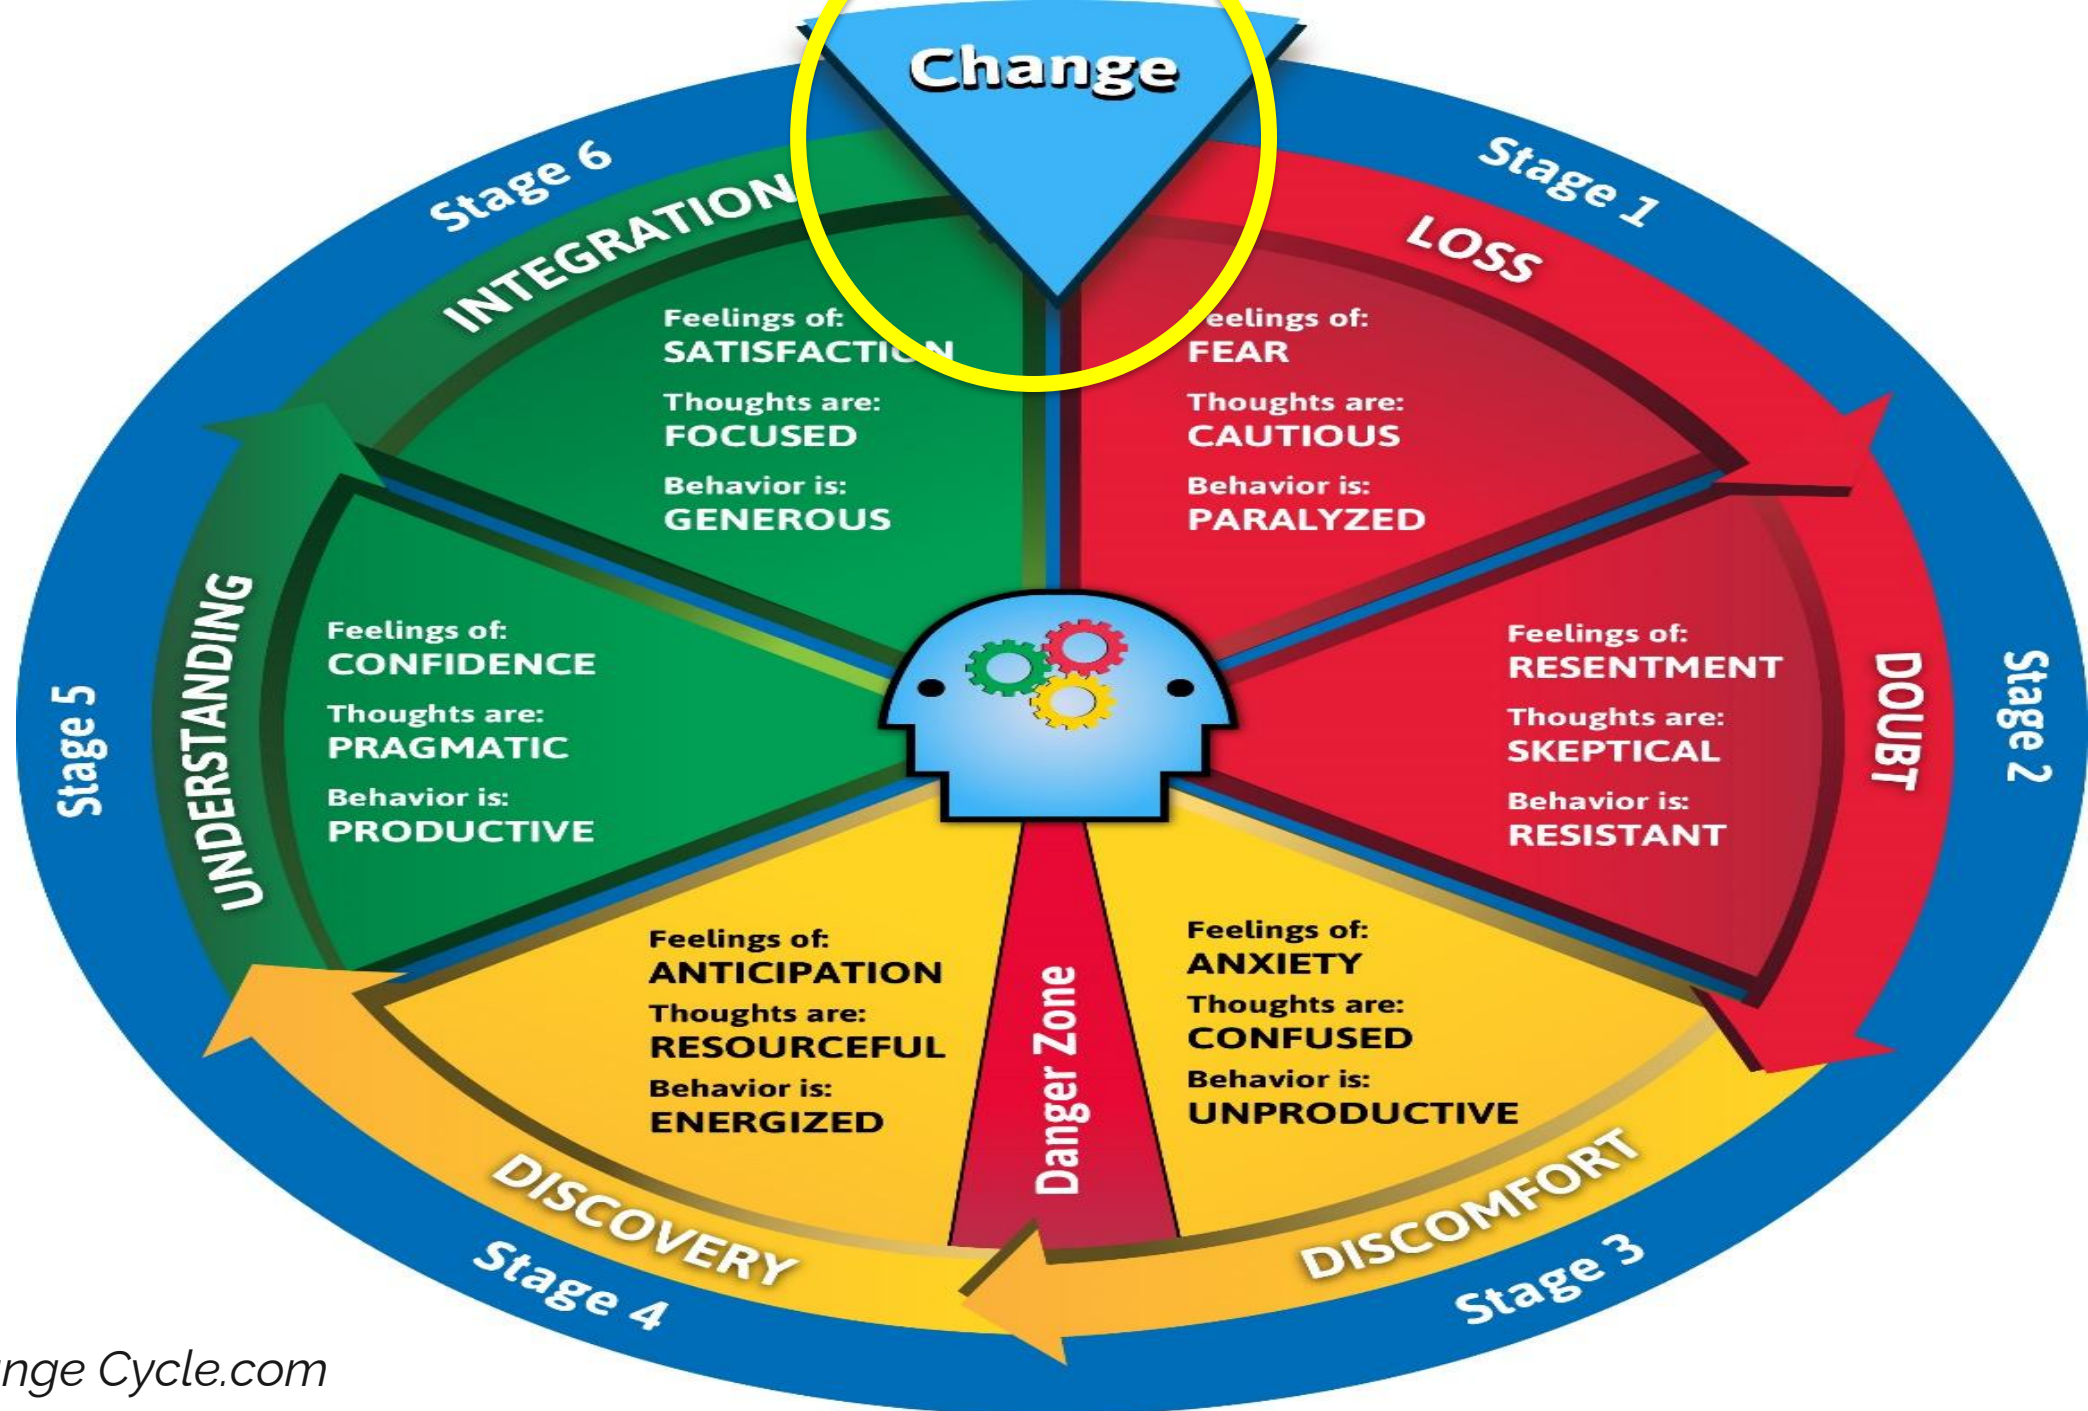 Change
Stage 1
LOSS
eelings of:
FEAR
Thoughts are:
CAUTIOUS
Behavior is:
PARALYZED
Stage 2
DOUBT
Feelings of:
RESENTMENT
Thoughts are:
SKEPTICAL
Behavior is:
RESISTANT
Stage 3
DISCOMFORT
Feelings of:
ANXIETY
Thoughts are:
CONFUSED
Behavior is:
UNPRODUCTIVE
Danger Zone
Stage 4
DISCOVERY
Feelings of:
ANTICIPATION
Thoughts are:
RESOURCEFUL
Behavior is:
ENERGIZED
Stage 5
UNDERSTANDING
Feelings of:
CONFIDENCE
Thoughts are:
PRAGMATIC
Behavior is:
PRODUCTIVE
Stage 6
INTEGRATION
Feelings of:
SATISFACTION
Thoughts are:
FOCUSED
Behavior is:
GENEROUS
nge Cycle.com